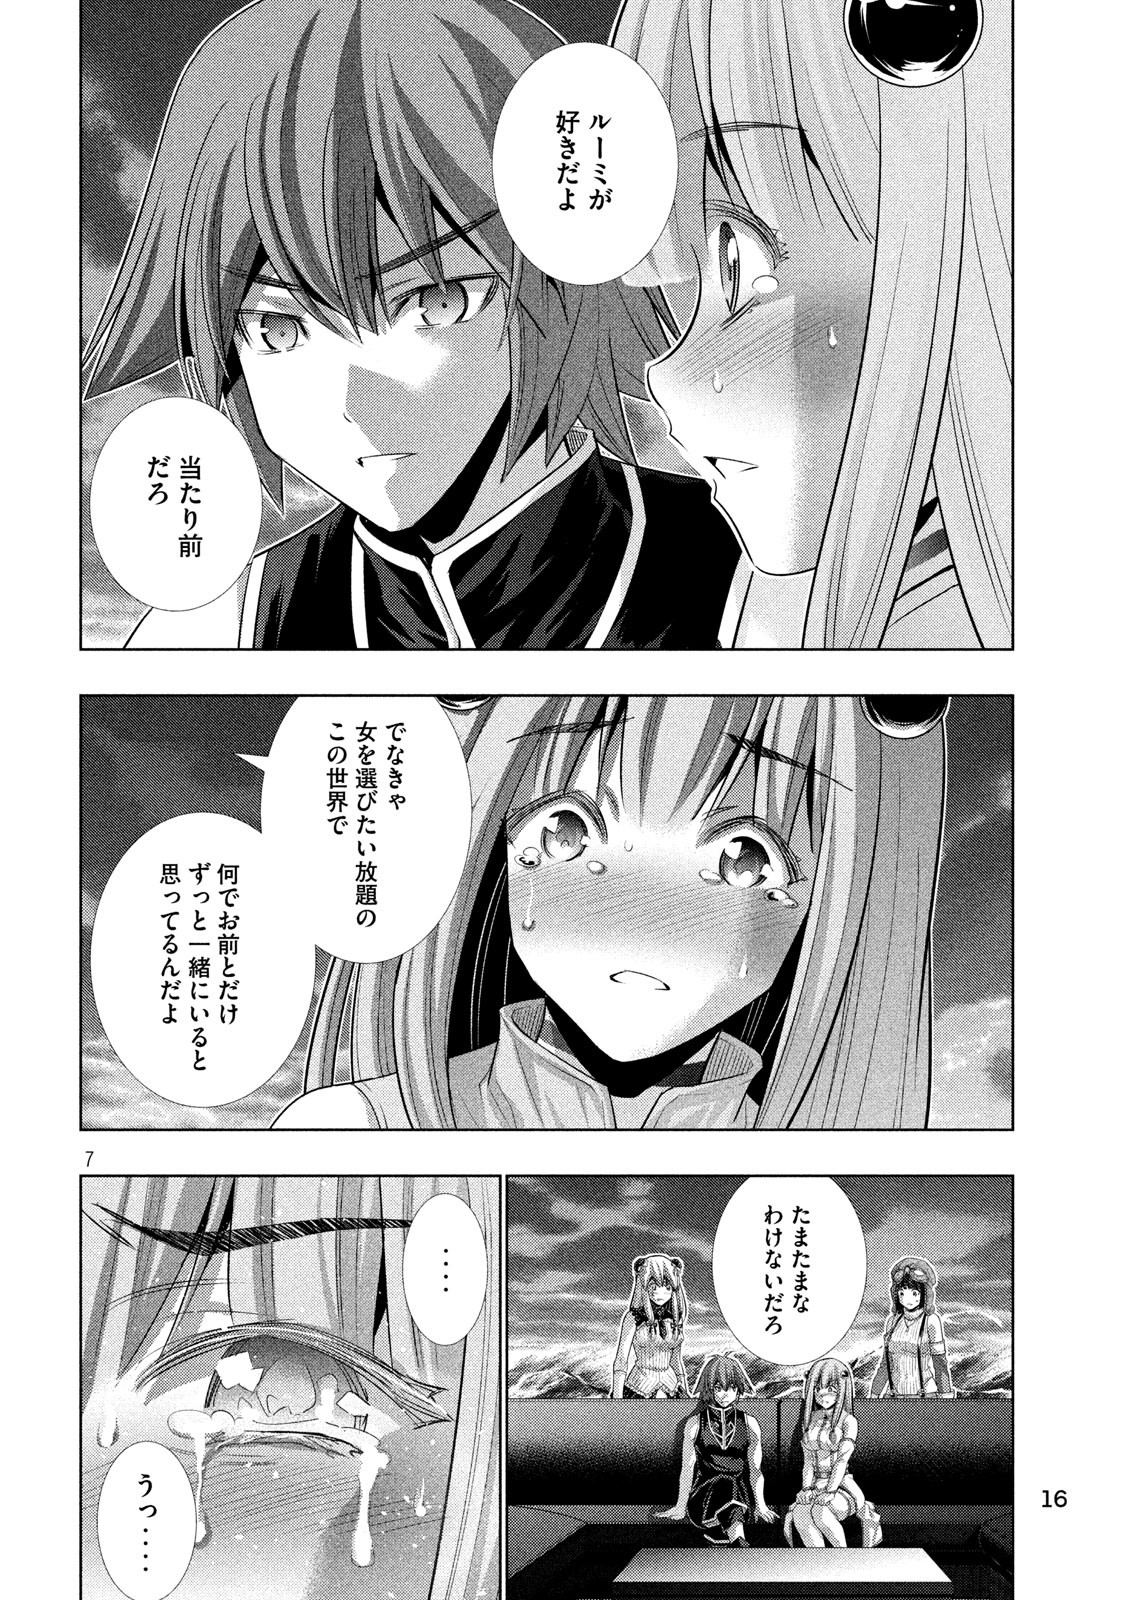 ルーミが
好きだよ
当たり前
だろ
でなきゃ
女を選びたい放題の
この世界で
何でお前とだけ
ずっと一緒にいると
思ってるんだよ
7
たまたまな
わけないだろ
････
うっ････
16